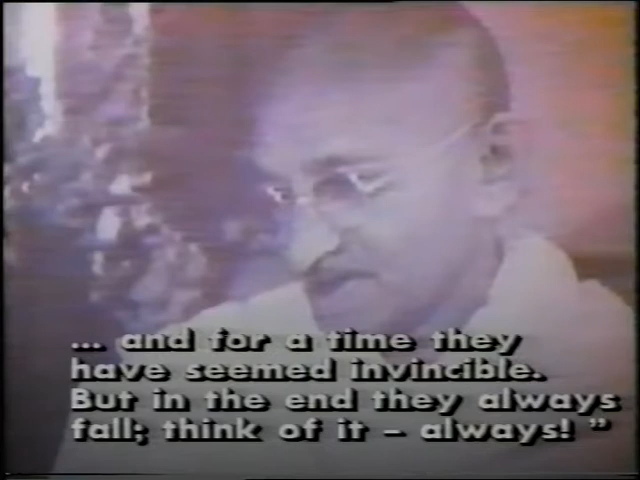 ... and for a time they
have seemed invincible.
But in the end they always
fall; think of it – always! ”